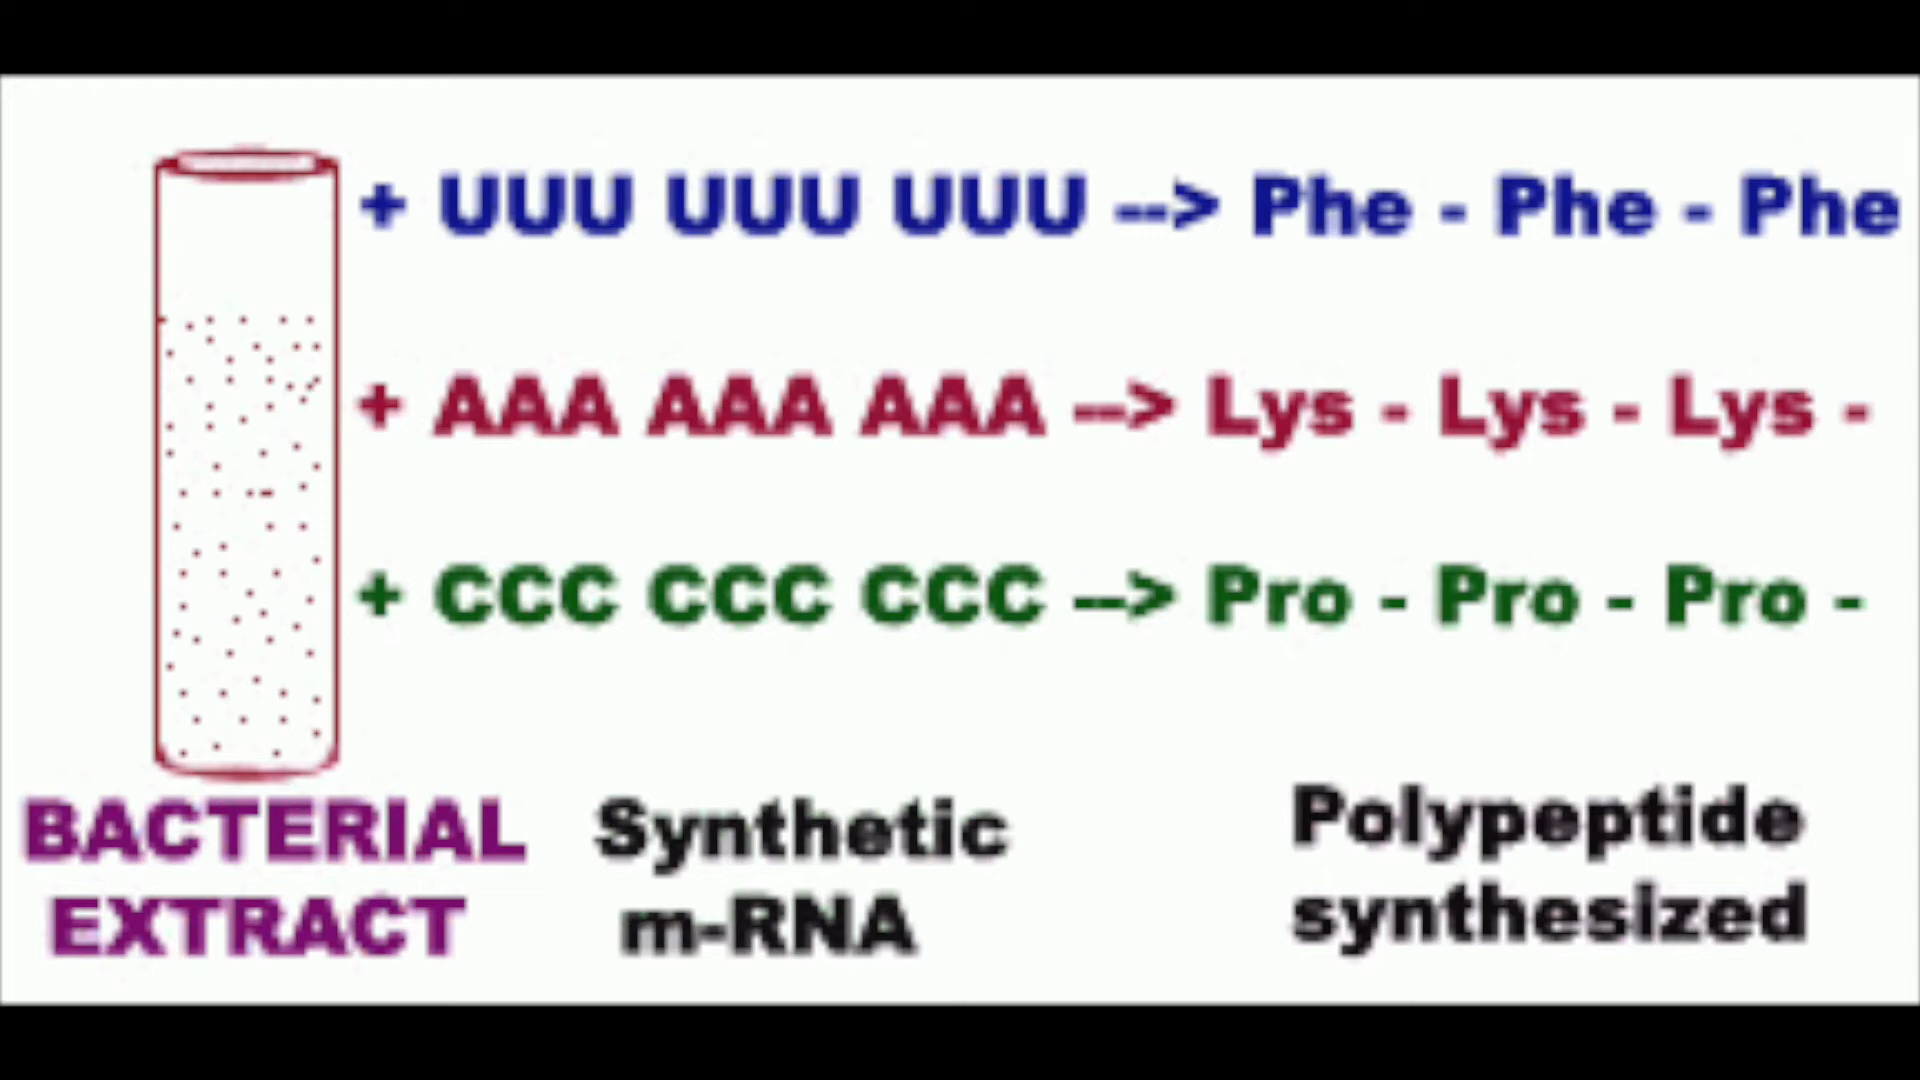 + UUU UUU UUU --> Phe - Phe - Phe
+ AAA AAA AAA --> Lys - Lys - Lys -
+ CCC CCC CCC --> Pro - Pro - Pro -
BACTERIAL
EXTRACT
Synthetic
m-RNA
Polypeptide
synthesized